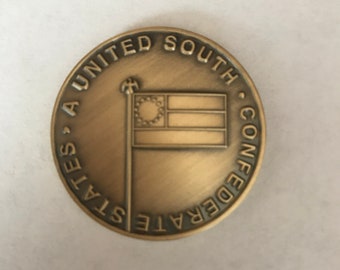 A UNITED SOUTH • CONFEDERATE STATES •